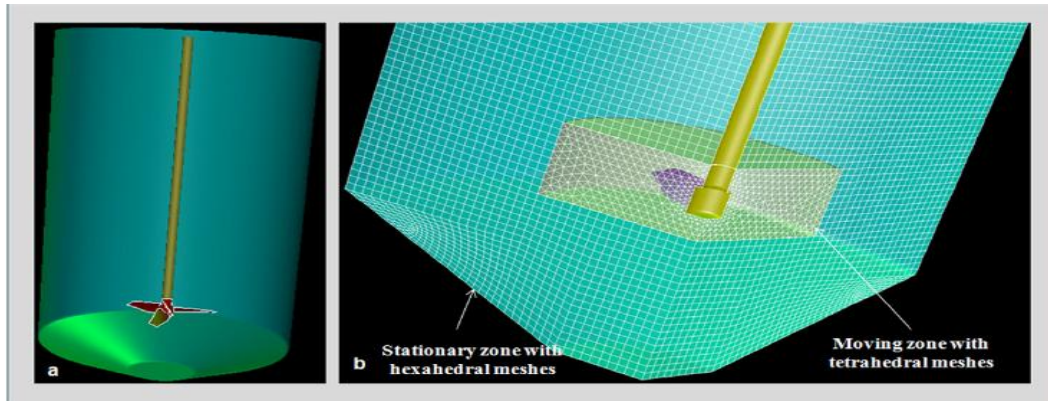 a
b
Stationary zone with
hexahedral meshes
Moving zone with
tetrahedral meshes